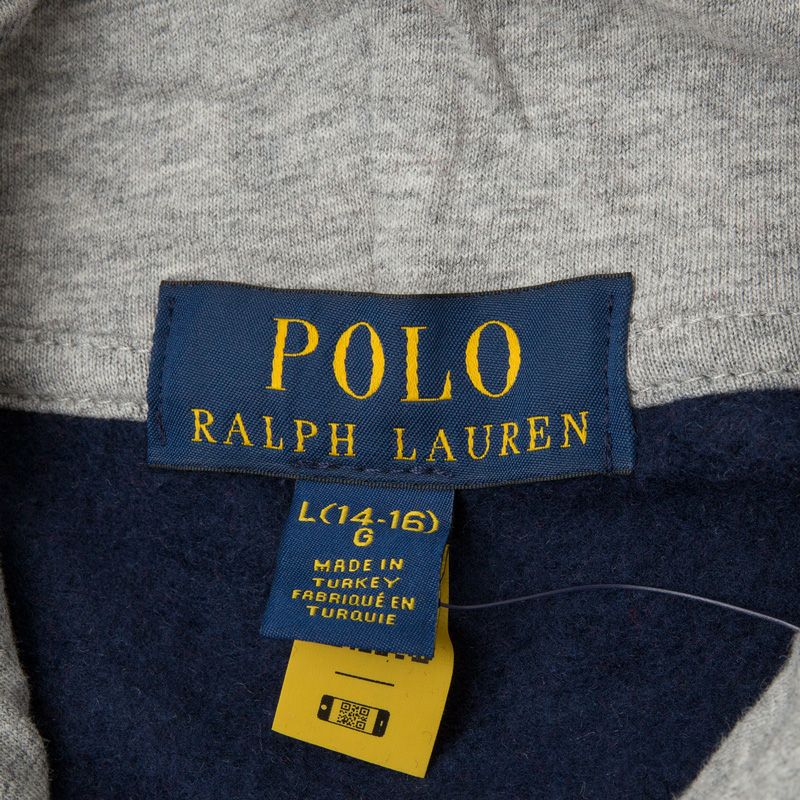 POLO
RALPH LAUREN
L(14-16)
G
MADE IN
TURKEY
FABRIQUÉ EN
TURQUIE